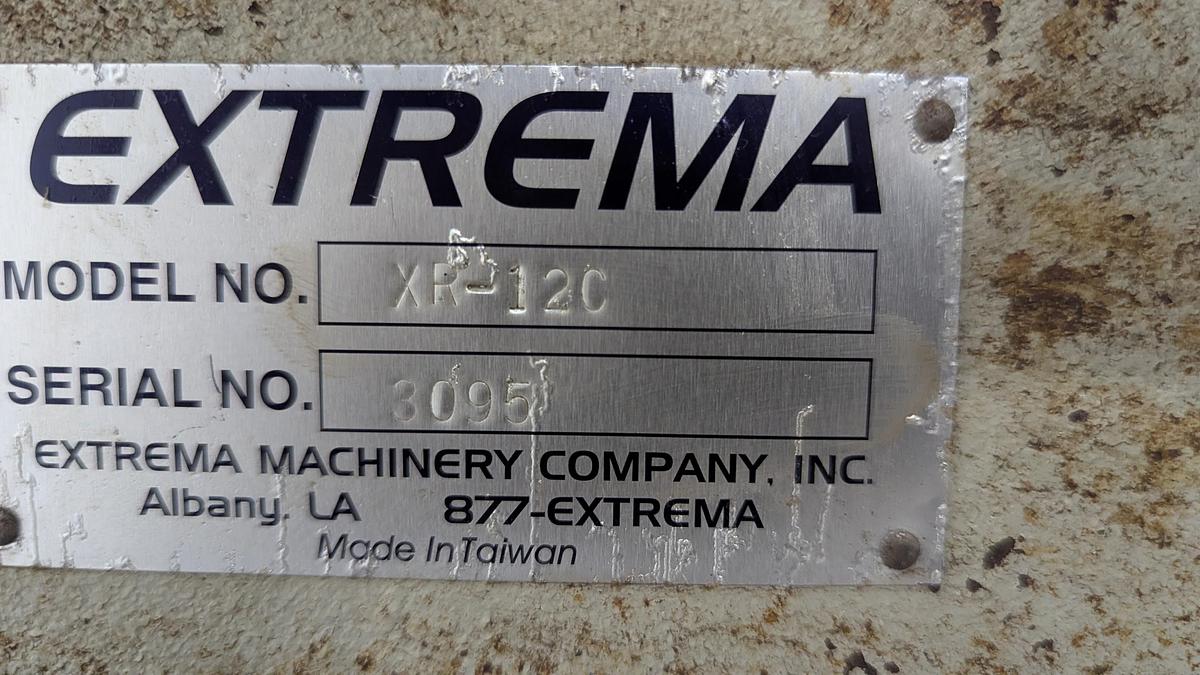 EXTREMA
MODEL NO. XR-12C
SERIAL NO. 3095
EXTREMA MACHINERY COMPANY, INC.
Albany, LA 877-EXTREMA
Made In Taiwan